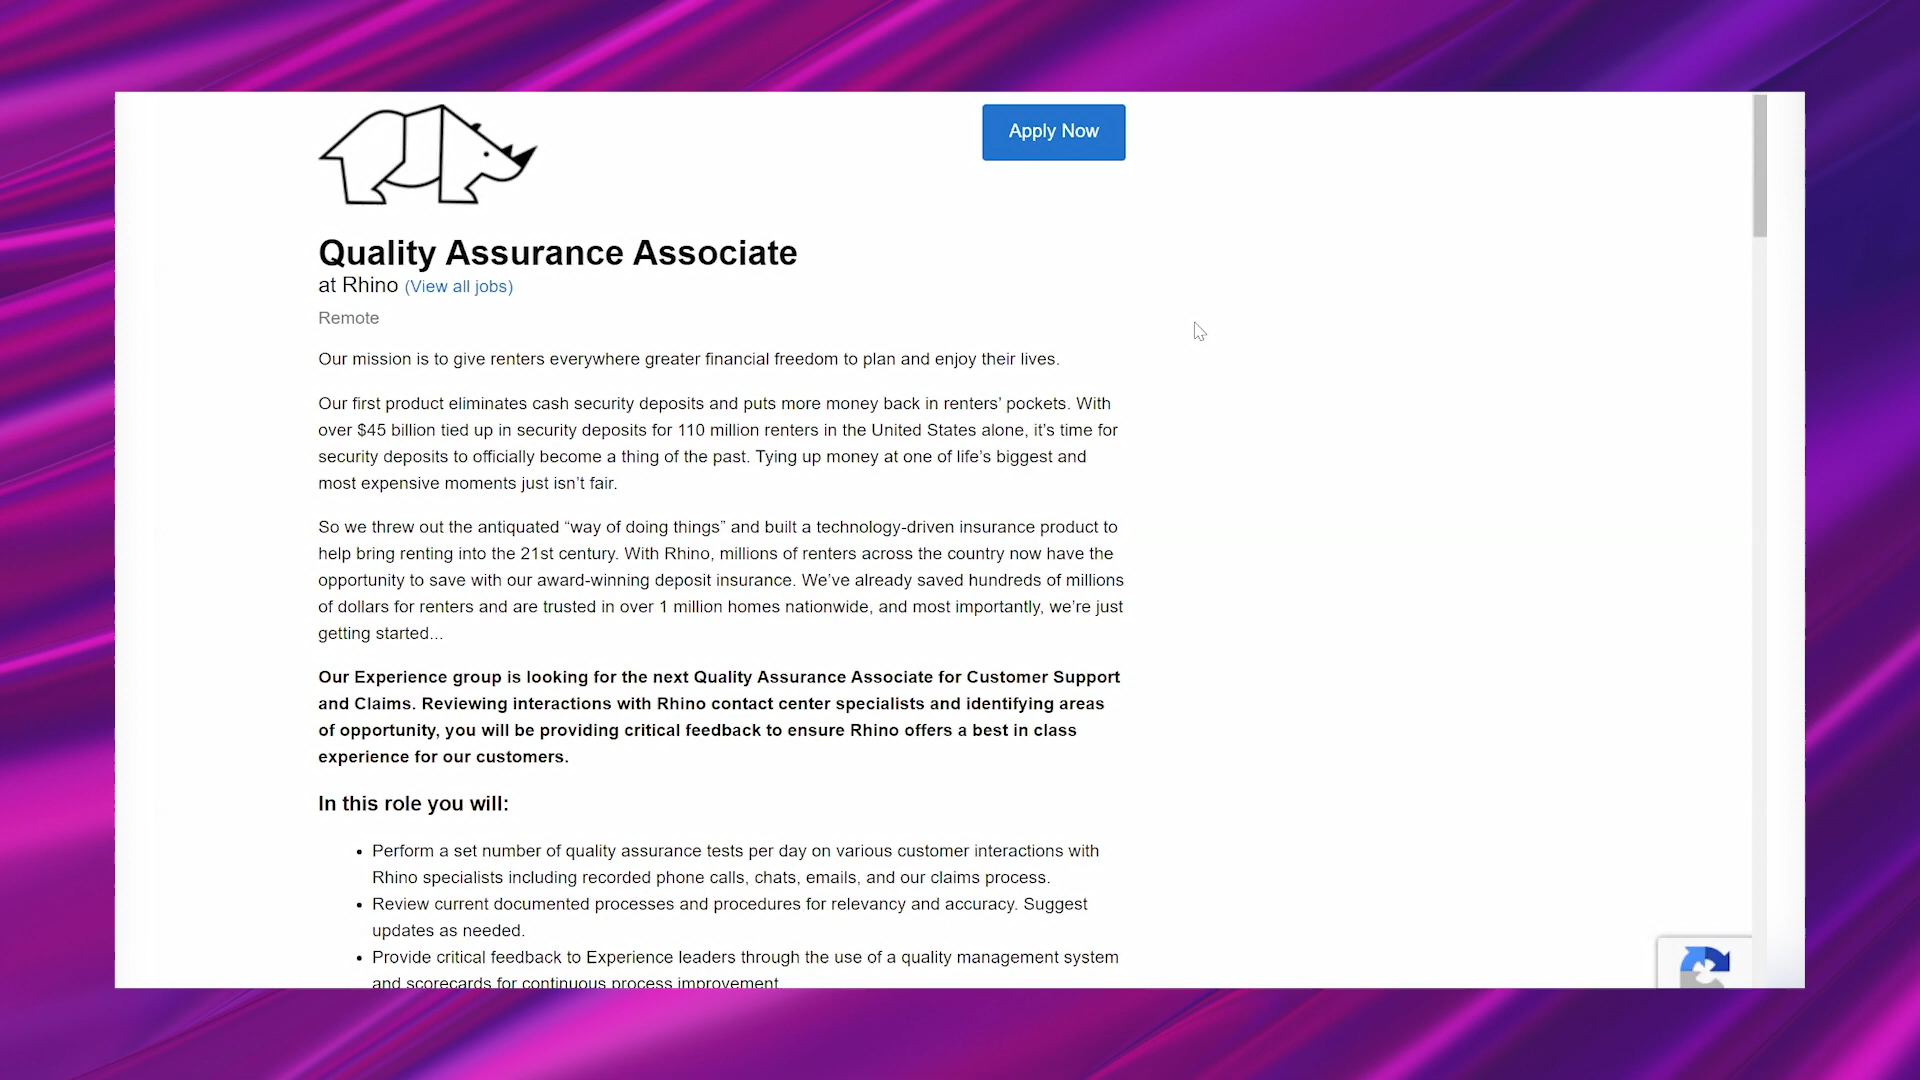 Apply Now
Quality Assurance Associate
at Rhino (View all jobs)
Remote
Our mission is to give renters everywhere greater financial freedom to plan and enjoy their lives.
Our first product eliminates cash security deposits and puts more money back in renters’ pockets. With
over $45 billion tied up in security deposits for 110 million renters in the United States alone, it’s time for
security deposits to officially become a thing of the past. Tying up money at one of life’s biggest and
most expensive moments just isn’t fair.
So we threw out the antiquated “way of doing things” and built a technology-driven insurance product to
help bring renting into the 21st century. With Rhino, millions of renters across the country now have the
opportunity to save with our award-winning deposit insurance. We’ve already saved hundreds of millions
of dollars for renters and are trusted in over 1 million homes nationwide, and most importantly, we’re just
getting started...
Our Experience group is looking for the next Quality Assurance Associate for Customer Support
and Claims. Reviewing interactions with Rhino contact center specialists and identifying areas
of opportunity, you will be providing critical feedback to ensure Rhino offers a best in class
experience for our customers.
In this role you will:
• Perform a set number of quality assurance tests per day on various customer interactions with
Rhino specialists including recorded phone calls, chats, emails, and our claims process.
• Review current documented processes and procedures for relevancy and accuracy. Suggest
updates as needed.
• Provide critical feedback to Experience leaders through the use of a quality management system
and scorecards for continuous process improvement